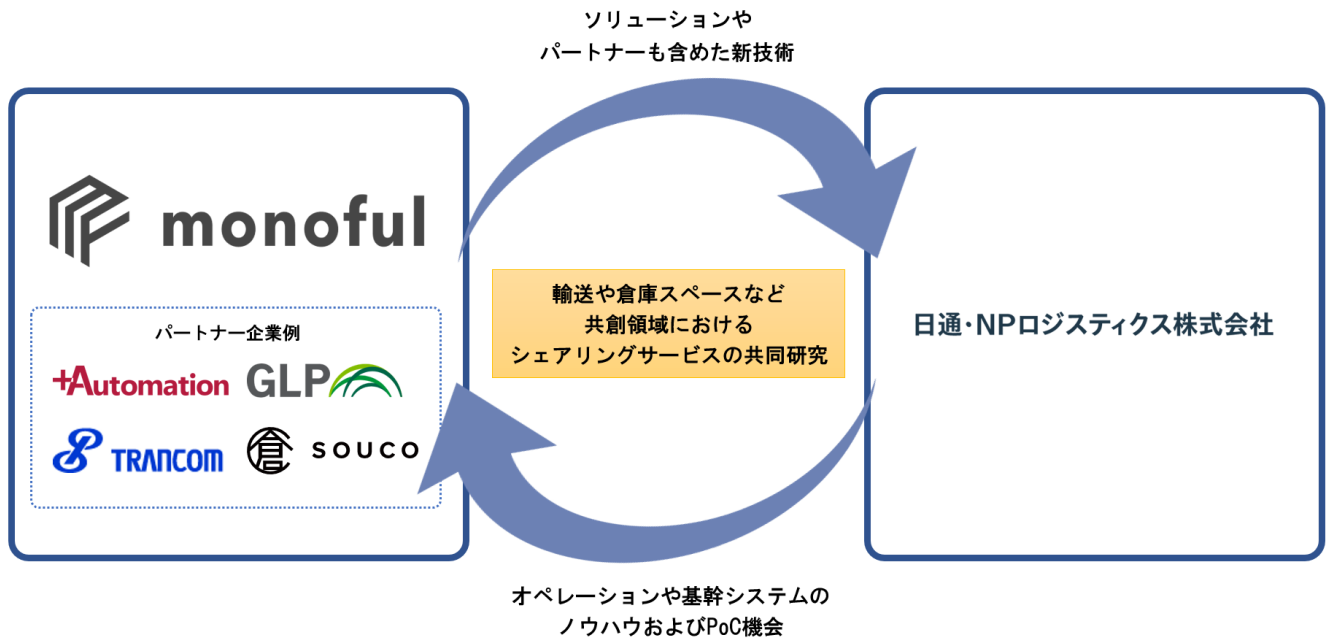 ソリューションや
パートナーも含めた新技術
monoful
輸送や倉庫スペースなど
共創領域における
シェアリングサービスの共同研究
日通・NPロジスティクス株式会社
パートナー企業例
+Automation GLP
TRANCOM 倉 SOUCO
オペレーションや基幹システムの
ノウハウおよびPoC機会